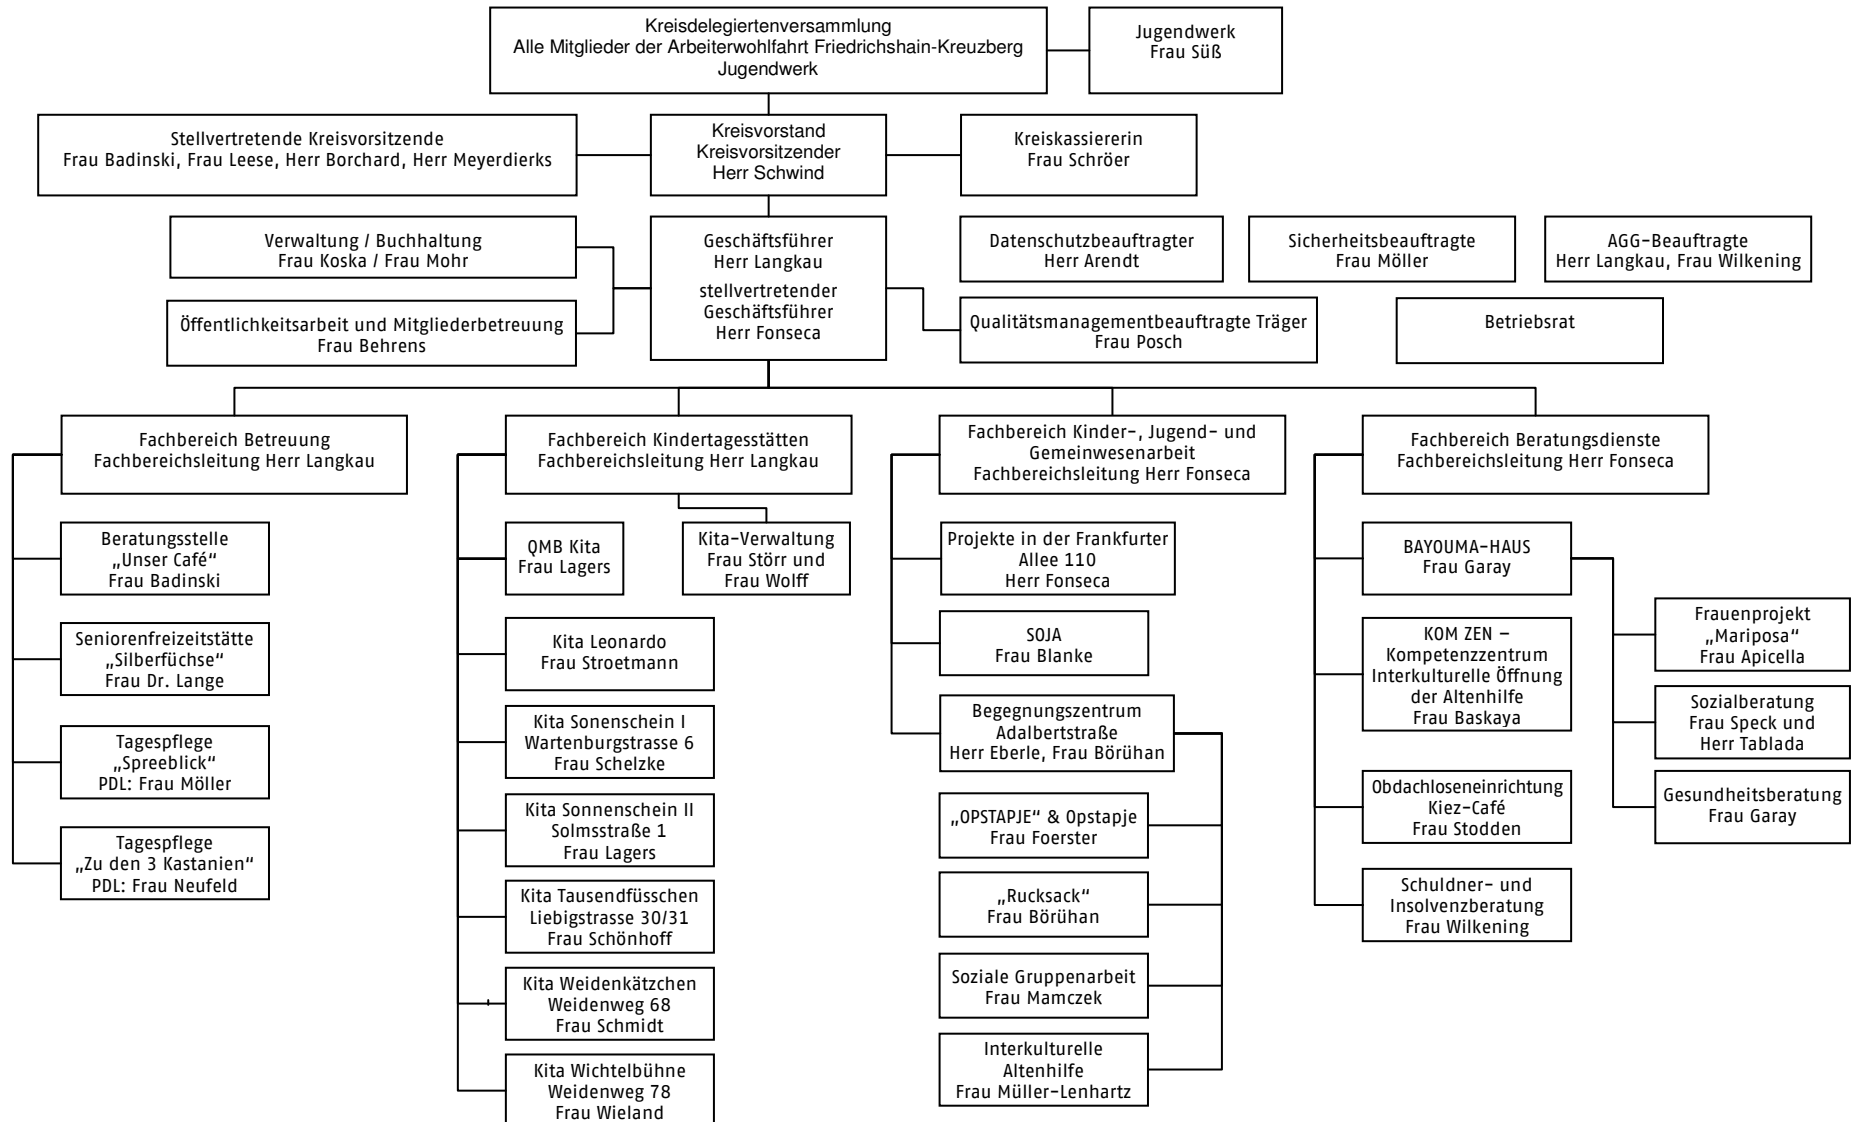 Kreisdelegiertenversammlung
Alle Mitglieder der Arbeiterwohlfahrt Friedrichshain-Kreuzberg
Jugendwerk
Jugendwerk
Frau Süß
Stellvertretende Kreisvorsitzende
Frau Badinski, Frau Leese, Herr Borchard, Herr Meyerdierks
Kreisvorstand
Kreisvorsitzender
Herr Schwind
Kreiskassiererin
Frau Schröer
Verwaltung / Buchhaltung
Frau Koska / Frau Mohr
Öffentlichkeitsarbeit und Mitgliederbetreuung
Frau Behrens
Geschäftsführer
Herr Langkau
stellvertretender
Geschäftsführer
Herr Fonseca
Datenschutzbeauftragter
Herr Arendt
Sicherheitsbeauftragte
Frau Möller
AGG-Beauftragte
Herr Langkau, Frau Wilkening
Qualitätsmanagementbeauftragte Träger
Frau Posch
Betriebsrat
Fachbereich Betreuung
Fachbereichsleitung Herr Langkau
Beratungsstelle
„Unser Café“
Frau Badinski
Seniorenfreizeitstätte
„Silberfüchse“
Frau Dr. Lange
Tagespflege
„Spreeblick“
PDL: Frau Möller
Tagespflege
„Zu den 3 Kastanien“
PDL: Frau Neufeld
Fachbereich Kindertagesstätten
Fachbereichsleitung Herr Langkau
QMB Kita
Frau Lagers
Kita-Verwaltung
Frau Störr und
Frau Wolff
Kita Leonardo
Frau Stroetmann
Kita Sonenschein I
Wartenburgstrasse 6
Frau Schelzke
Kita Sonnenschein II
Solmsstraße 1
Frau Lagers
Kita Tausendfüsschen
Liebigstrasse 30/31
Frau Schönhoff
Kita Weidenkätzchen
Weidenweg 68
Frau Schmidt
Kita Wichtelbühne
Weidenweg 78
Frau Wieland
Fachbereich Kinder-, Jugend- und
Gemeinwesenarbeit
Fachbereichsleitung Herr Fonseca
Projekte in der Frankfurter
Allee 110
Herr Fonseca
SOJA
Frau Blanke
Begegnungszentrum
Adalbertstraße
Herr Eberle, Frau Börühan
„OPSTAPJE“ & Opstapje
Frau Foerster
„Rucksack“
Frau Börühan
Soziale Gruppenarbeit
Frau Mamczek
Interkulturelle
Altenhilfe
Frau Müller-Lenhartz
Fachbereich Beratungsdienste
Fachbereichsleitung Herr Fonseca
BAYOUMA-HAUS
Frau Garay
KOM ZEN –
Kompetenzzentrum
Interkulturelle Öffnung
der Altenhilfe
Frau Baskaya
Obdachloseneinrichtung
Kiez-Café
Frau Stodden
Schuldner- und
Insolvenzberatung
Frau Wilkening
Frauenprojekt
„Mariposa“
Frau Apicella
Sozialberatung
Frau Speck und
Herr Tablada
Gesundheitsberatung
Frau Garay